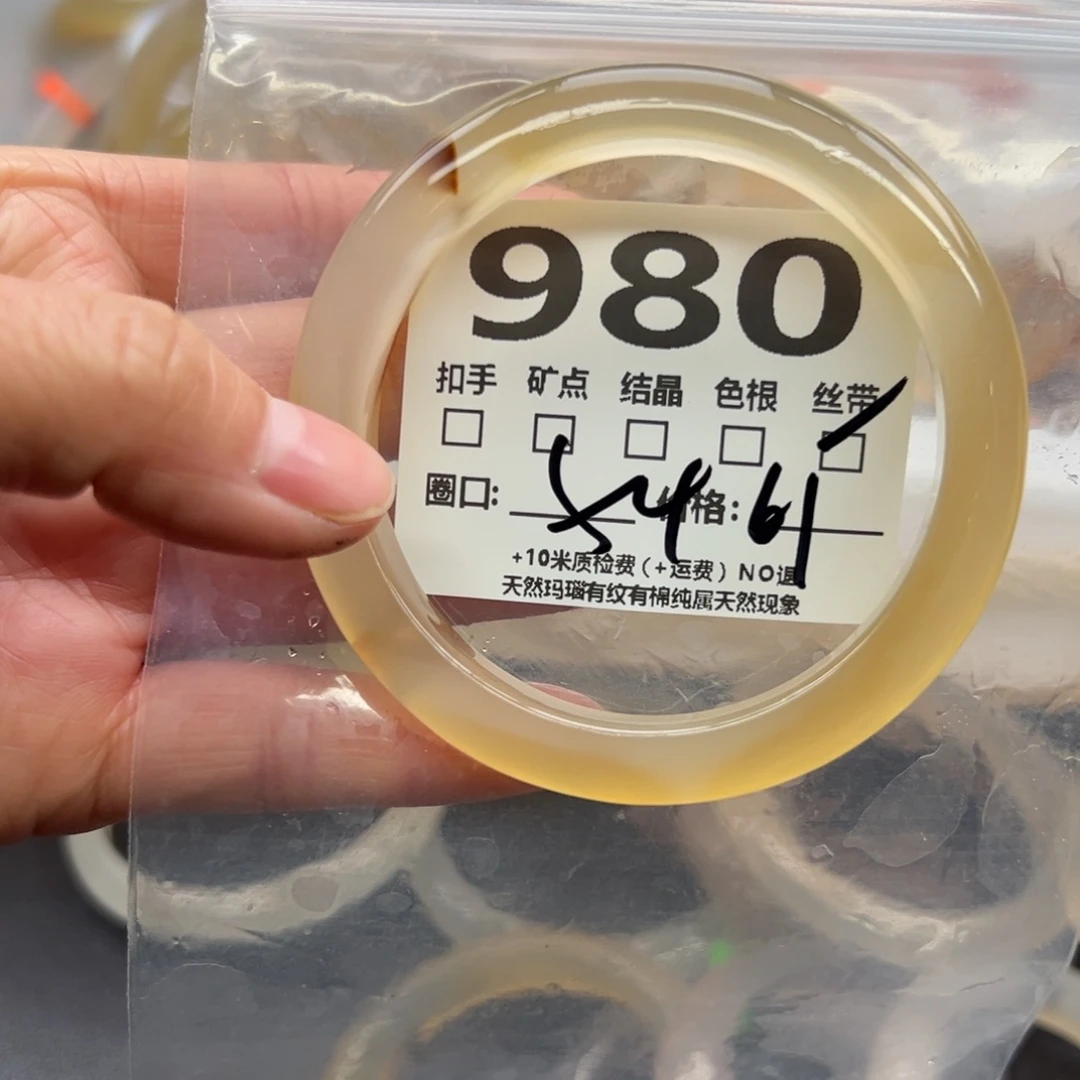 980
扣手 矿点 结晶 色根 丝带
圈口: 54 价格: 61
+10米质检费(+运费) NO退
天然玛瑙有纹有棉纯属天然现象